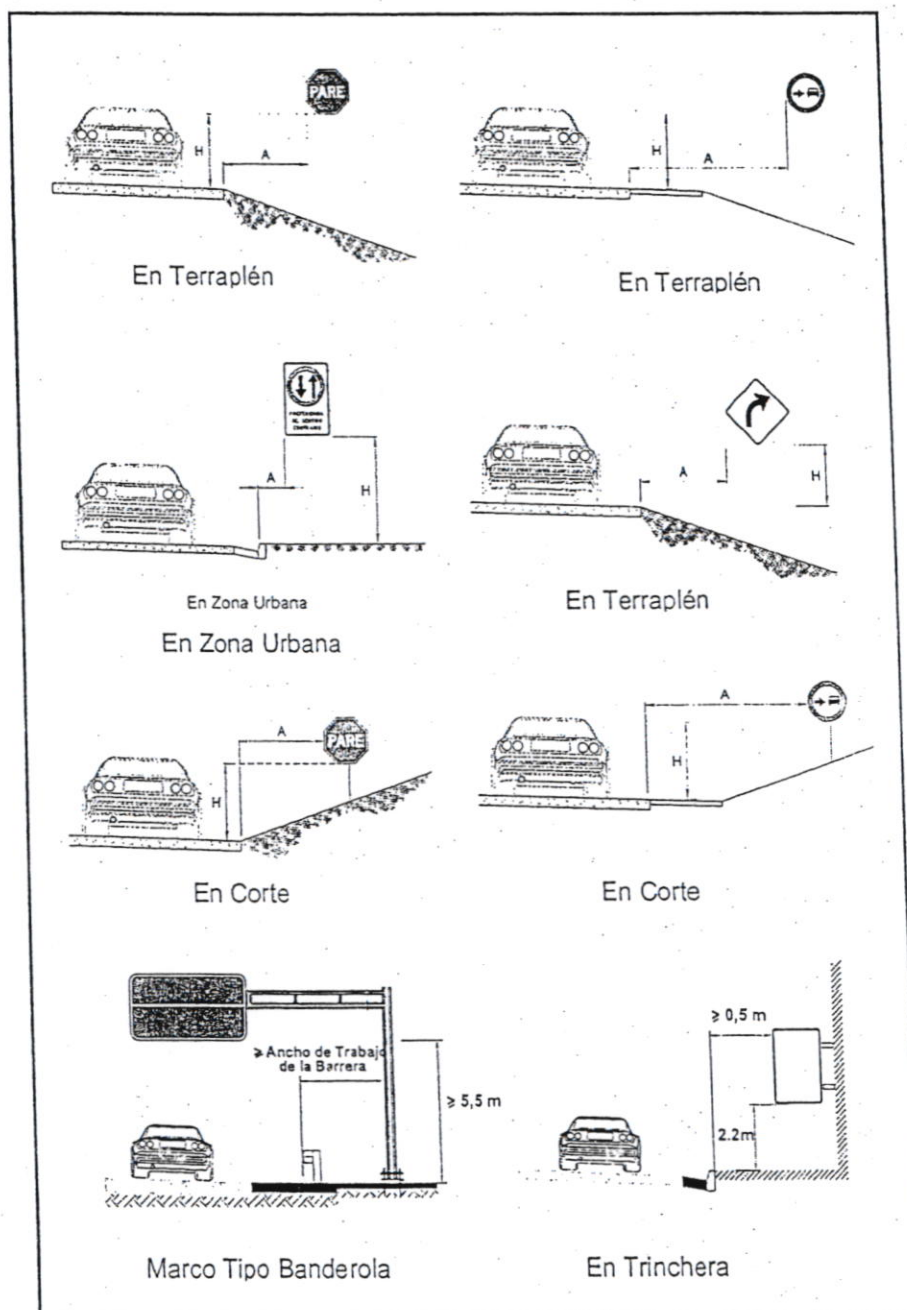 PARE
H
A
H
A
En Terraplén
En Terraplén
A
H
A
H
En Zona Urbana
En Zona Urbana
En Terraplén
A
PARE
H
A
H
En Corte
En Corte
≥ Ancho de Trabajo
de la Barrera
≥ 5,5 m
≥ 0,5 m
2.2m
Marco Tipo Banderola
En Trinchera